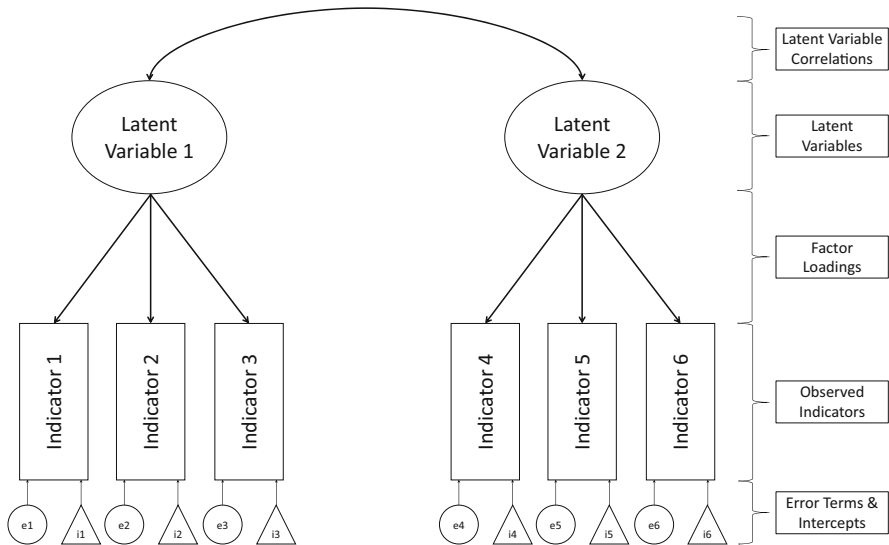 Latent Variable
Correlations
Latent
Variable 1
Latent
Variable 2
Latent
Variables
Factor
Loadings
Indicator 1
Indicator 2
Indicator 3
Indicator 4
Indicator 5
Indicator 6
Observed
Indicators
e1
i1
e2
i2
e3
i3
e4
i4
e5
i5
e6
i6
Error Terms &
Intercepts